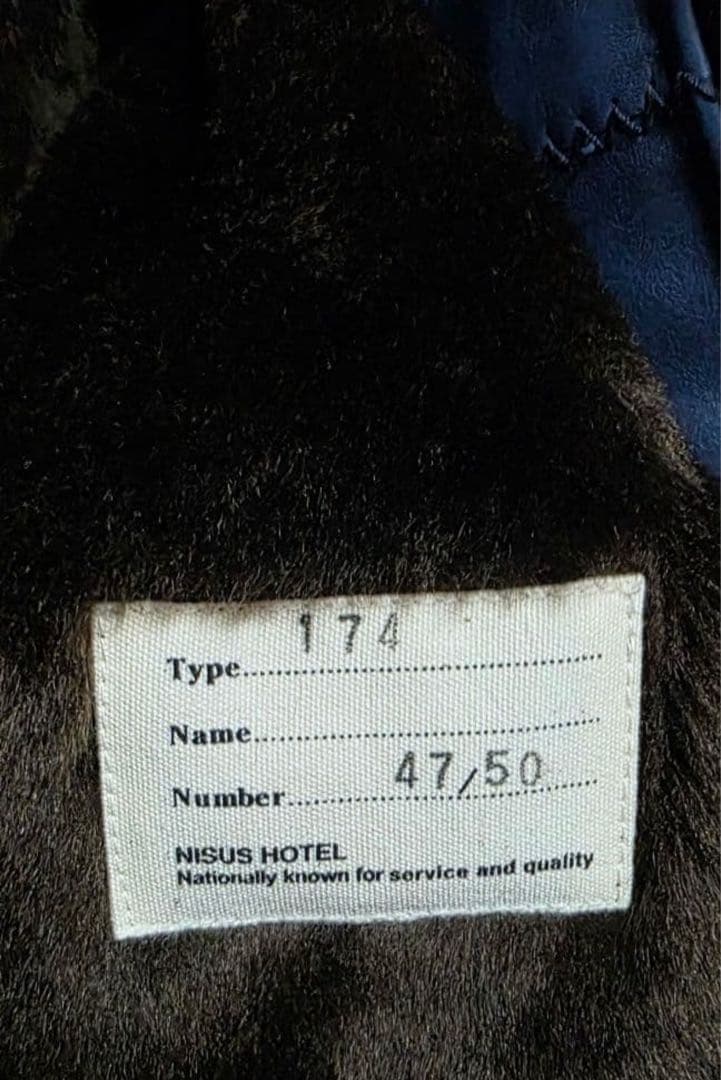 Type 174
Name
Number 47/50
NISUS HOTEL
Nationally known for service and quality